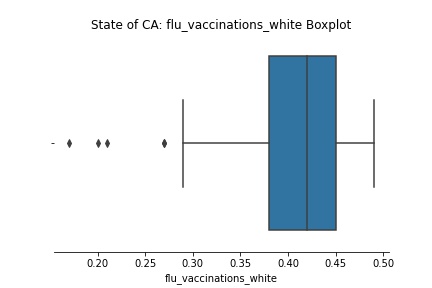 State of CA: flu_vaccinations_white Boxplot
0.20 0.25 0.30 0.35 0.40 0.45 0.50
flu_vaccinations_white